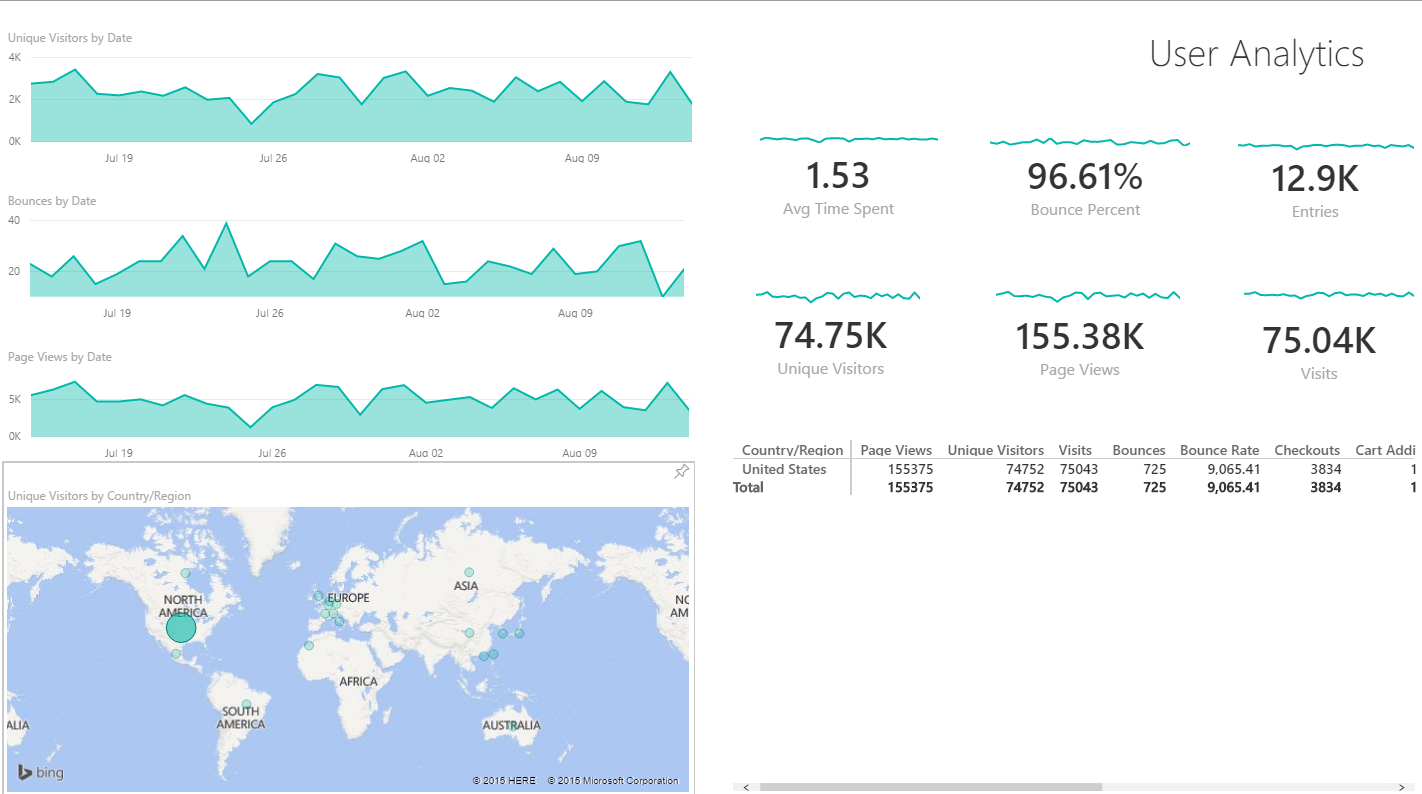 User Analytics
Unique Visitors by Date
4K
2K
0K
Jul 19 Jul 26 Aug 02 Aug 09
Bounces by Date
40
20
Jul 19 Jul 26 Aug 02 Aug 09
Page Views by Date
5K
0K
Jul 19 Jul 26 Aug 02 Aug 09
Unique Visitors by Country/Region
NORTH
AMERICA
EUROPE
ASIA
AFRICA
SOUTH
AMERICA
AUSTRALIA
ALIA
NO
AM
bing
© 2015 HERE © 2015 Microsoft Corporation
1.53
Avg Time Spent
96.61%
Bounce Percent
12.9K
Entries
74.75K
Unique Visitors
155.38K
Page Views
75.04K
Visits
Country/Region Page Views Unique Visitors Visits Bounces Bounce Rate Checkouts Cart Addi
United States 155375 74752 75043 725 9,065.41 3834 1
Total 155375 74752 75043 725 9,065.41 3834 1